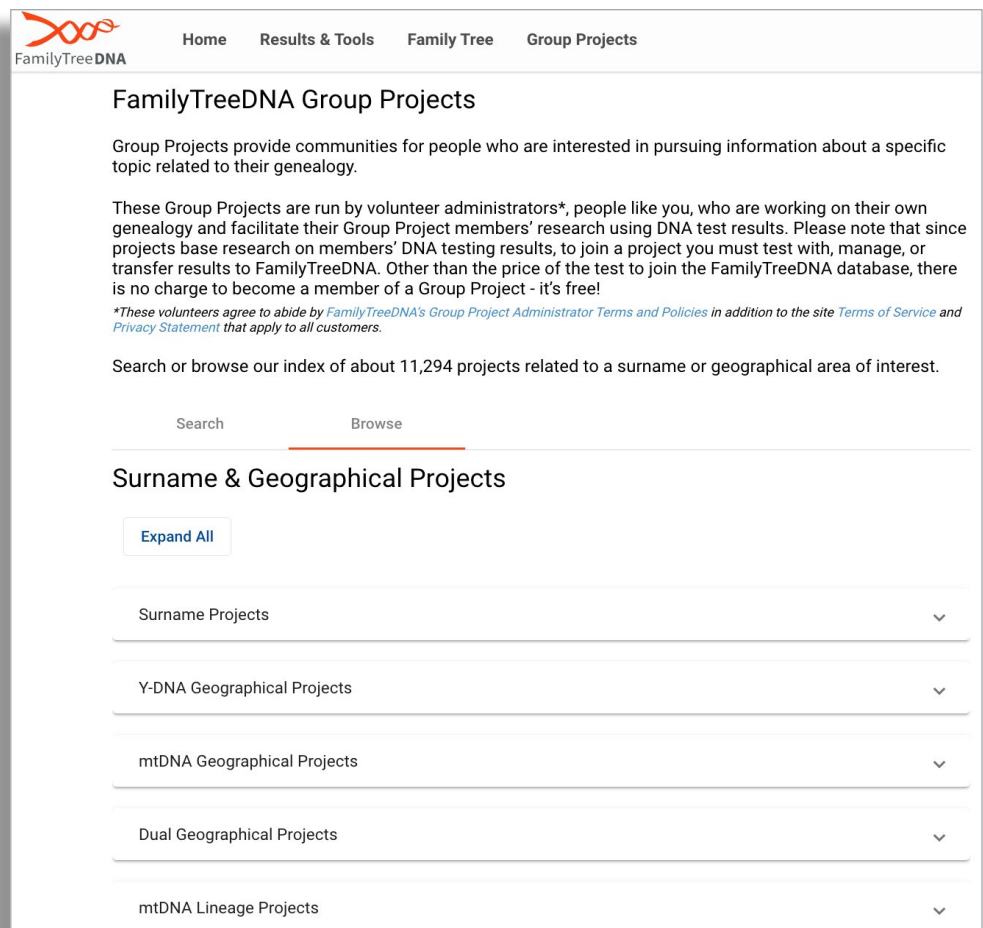 Home Results & Tools Family Tree Group Projects
FamilyTreeDNA
FamilyTreeDNA Group Projects
Group Projects provide communities for people who are interested in pursuing information about a specific
topic related to their genealogy.
These Group Projects are run by volunteer administrators*, people like you, who are working on their own
genealogy and facilitate their Group Project members’ research using DNA test results. Please note that since
projects base research on members’ DNA testing results, to join a project you must test with, manage, or
transfer results to FamilyTreeDNA. Other than the price of the test to join the FamilyTreeDNA database, there
is no charge to become a member of a Group Project - it’s free!
*These volunteers agree to abide by FamilyTreeDNA’s Group Project Administrator Terms and Policies in addition to the site Terms of Service and
Privacy Statement that apply to all customers.
Search or browse our index of about 11,294 projects related to a surname or geographical area of interest.
Search Browse
Surname & Geographical Projects
Expand All
Surname Projects
Y-DNA Geographical Projects
mtDNA Geographical Projects
Dual Geographical Projects
mtDNA Lineage Projects